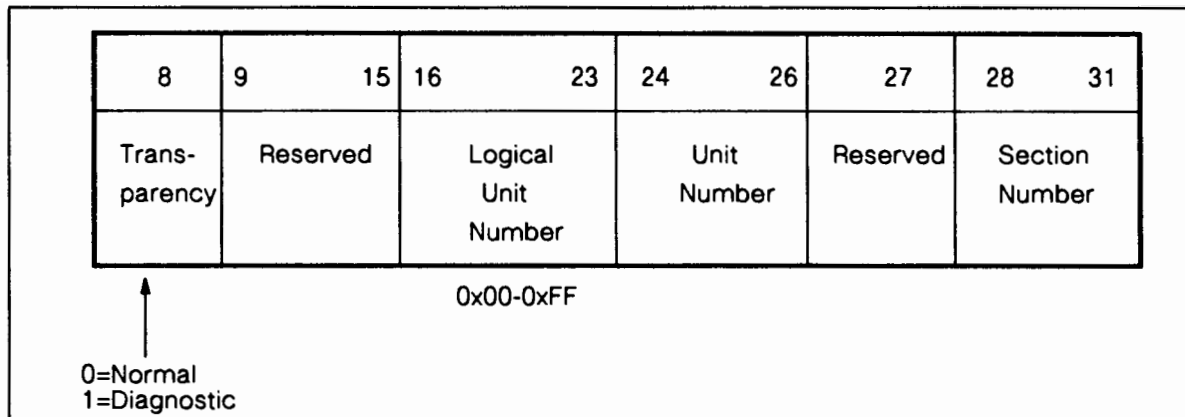 8 9 15 16 23 24 26 27 28 31
Trans- Reserved Logical Unit Reserved Section
parency Unit Number Number
Number
0x00-0xFF
0=Normal
1=Diagnostic